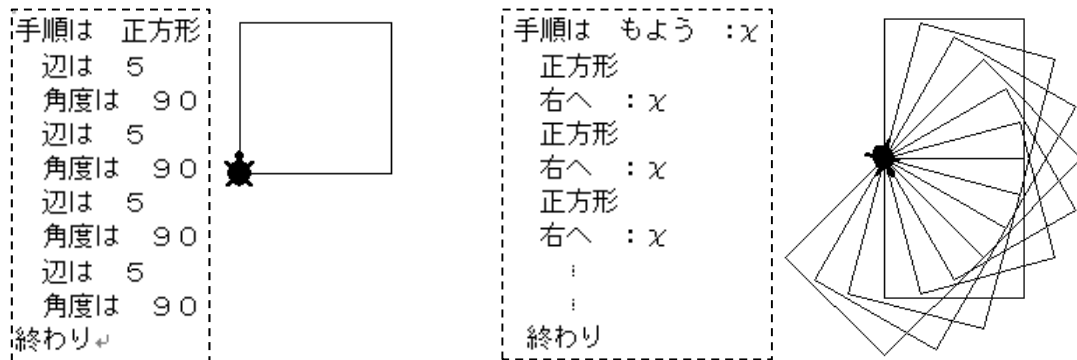 手順は　正方形
辺は　５
角度は　９０
辺は　５
角度は　９０
辺は　５
角度は　９０
辺は　５
角度は　９０
終わり↵
手順は　もよう　：χ
正方形
右へ　：χ
正方形
右へ　：χ
正方形
右へ　：χ
⋮
⋮
終わり